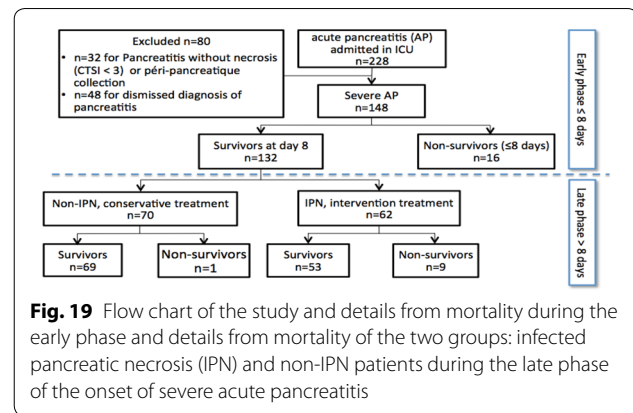 Excluded n=80
• n=32 for Pancreatitis without necrosis
(CTSI < 3) or péri-pancreatique
collection
• n=48 for dismissed diagnosis of
pancreatitis
acute pancreatitis (AP)
admitted in ICU
n=228
Severe AP
n=148
Survivors at day 8
n=132
Non-survivors (≤8 days)
n=16
Early phase ≤ 8 days
Non-IPN, conservative treatment
n=70
IPN, intervention treatment
n=62
Survivors
n=69
Non-survivors
n=1
Survivors
n=53
Non-survivors
n=9
Late phase > 8 days
Fig. 19 Flow chart of the study and details from mortality during the
early phase and details from mortality of the two groups: infected
pancreatic necrosis (IPN) and non-IPN patients during the late phase
of the onset of severe acute pancreatitis